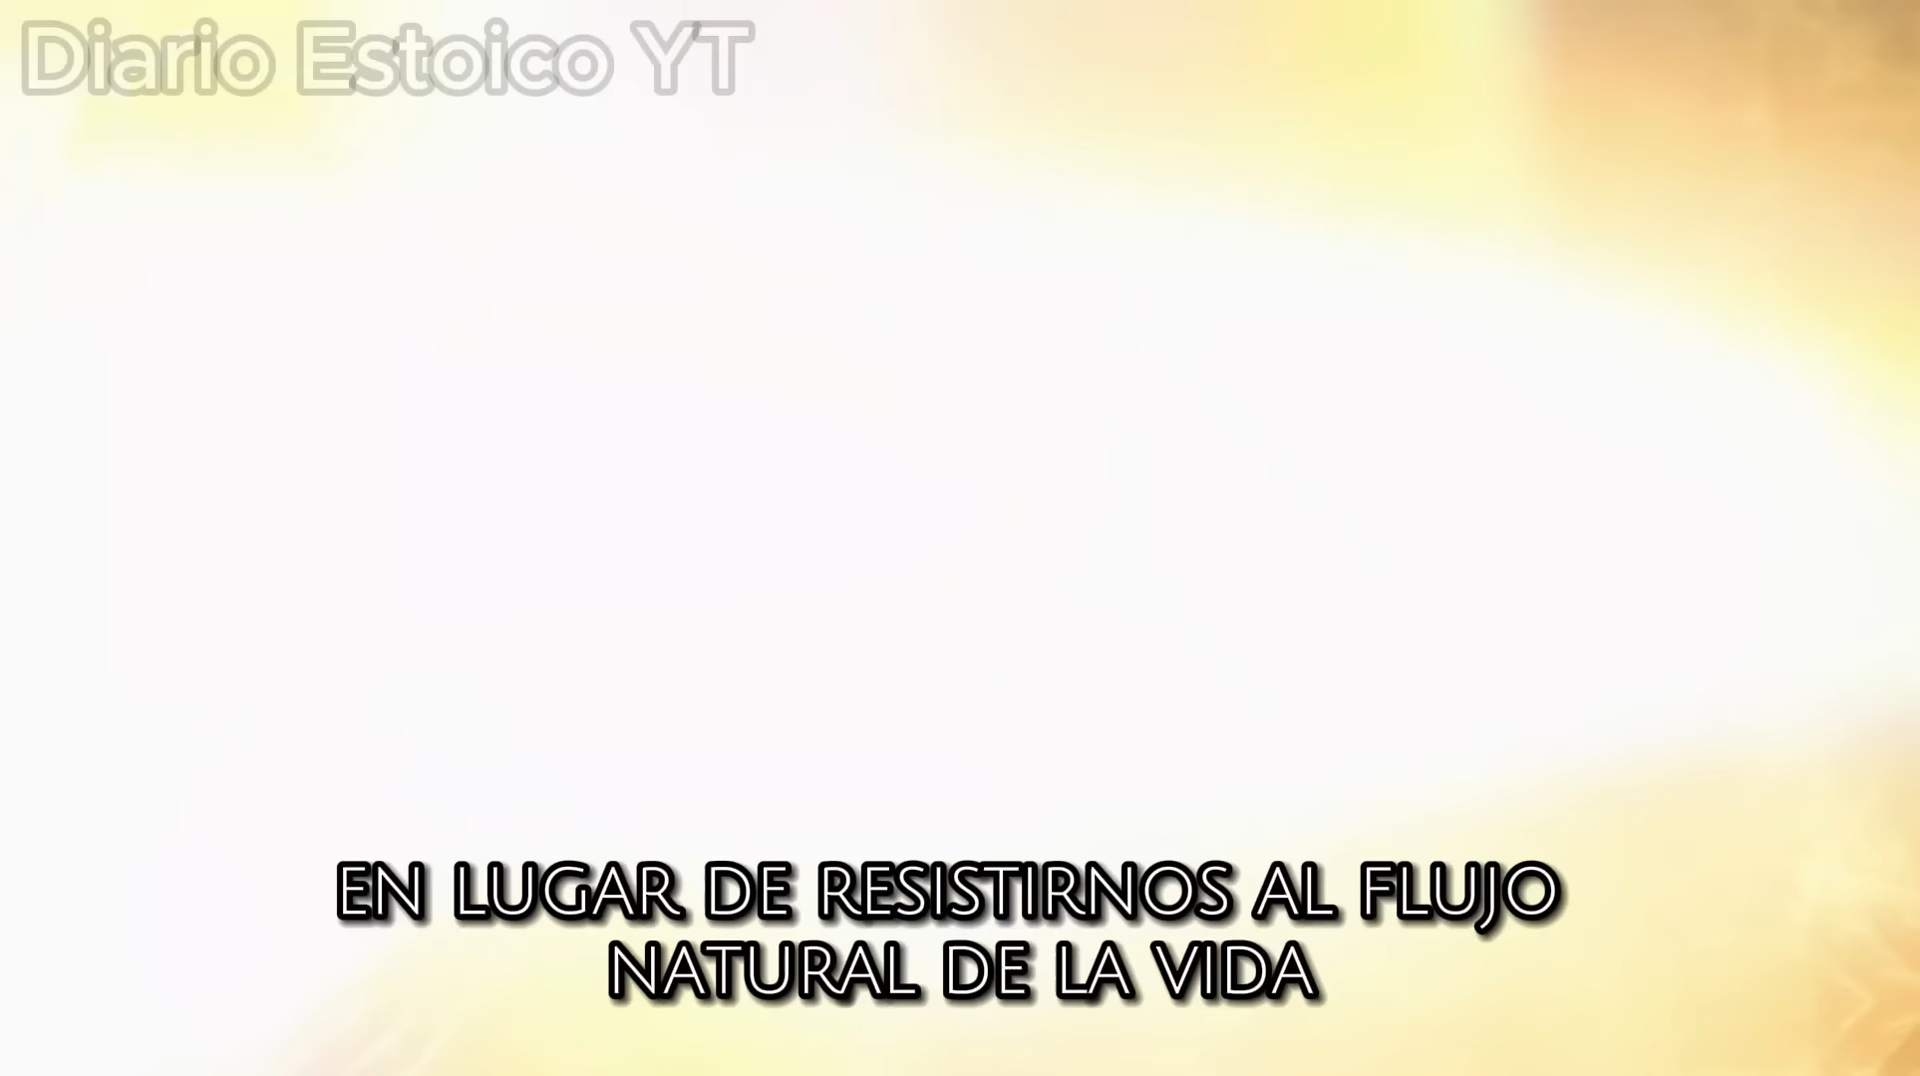 Diario Estoico YT
EN LUGAR DE RESISTIRNOS AL FLUJO
NATURAL DE LA VIDA